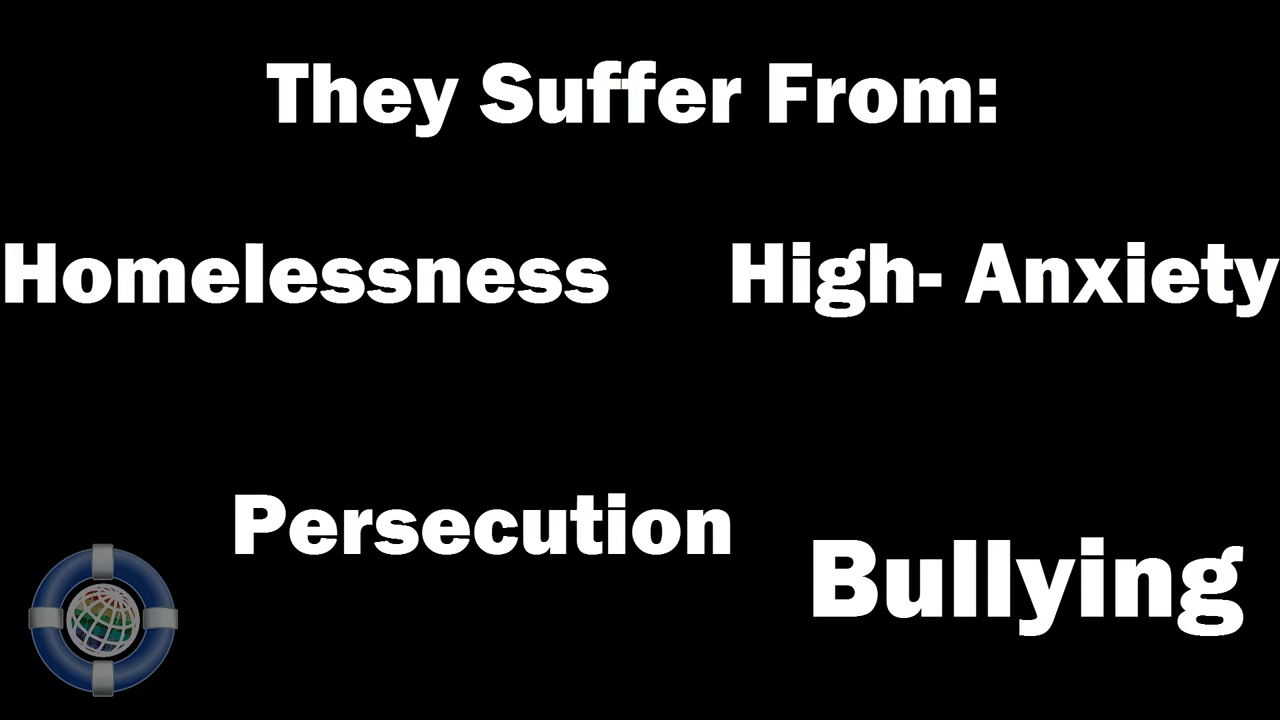 They Suffer From:
Homelessness
High- Anxiety
Persecution
Bullying